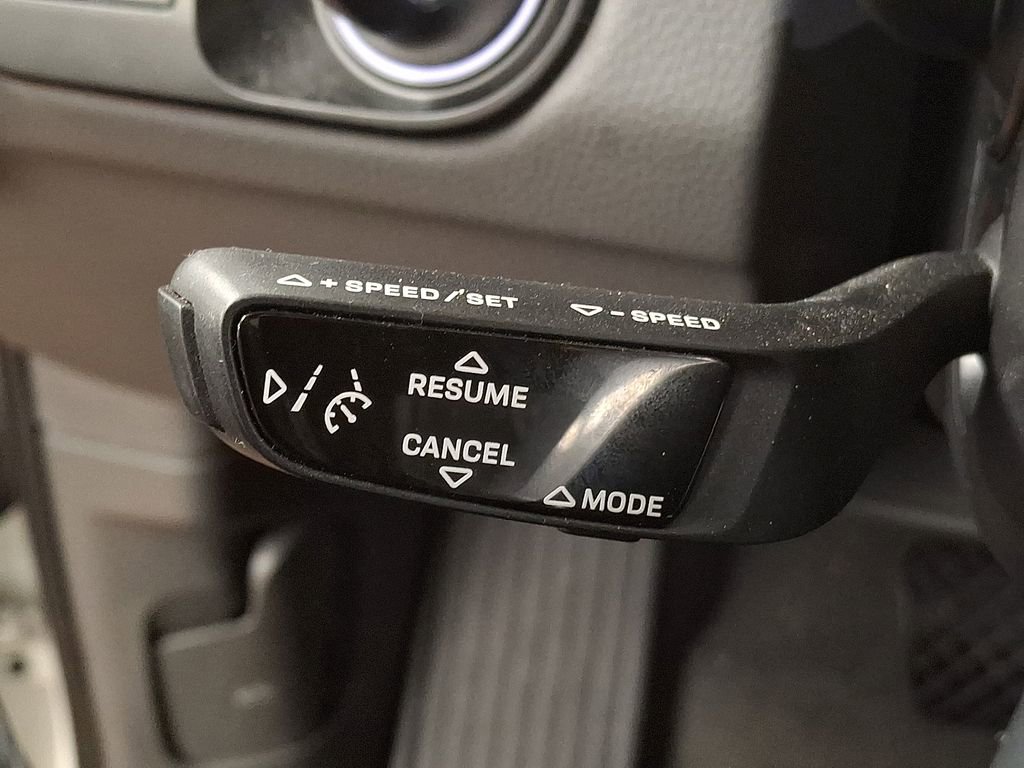 + SPEED / SET
- SPEED
RESUME
CANCEL
MODE